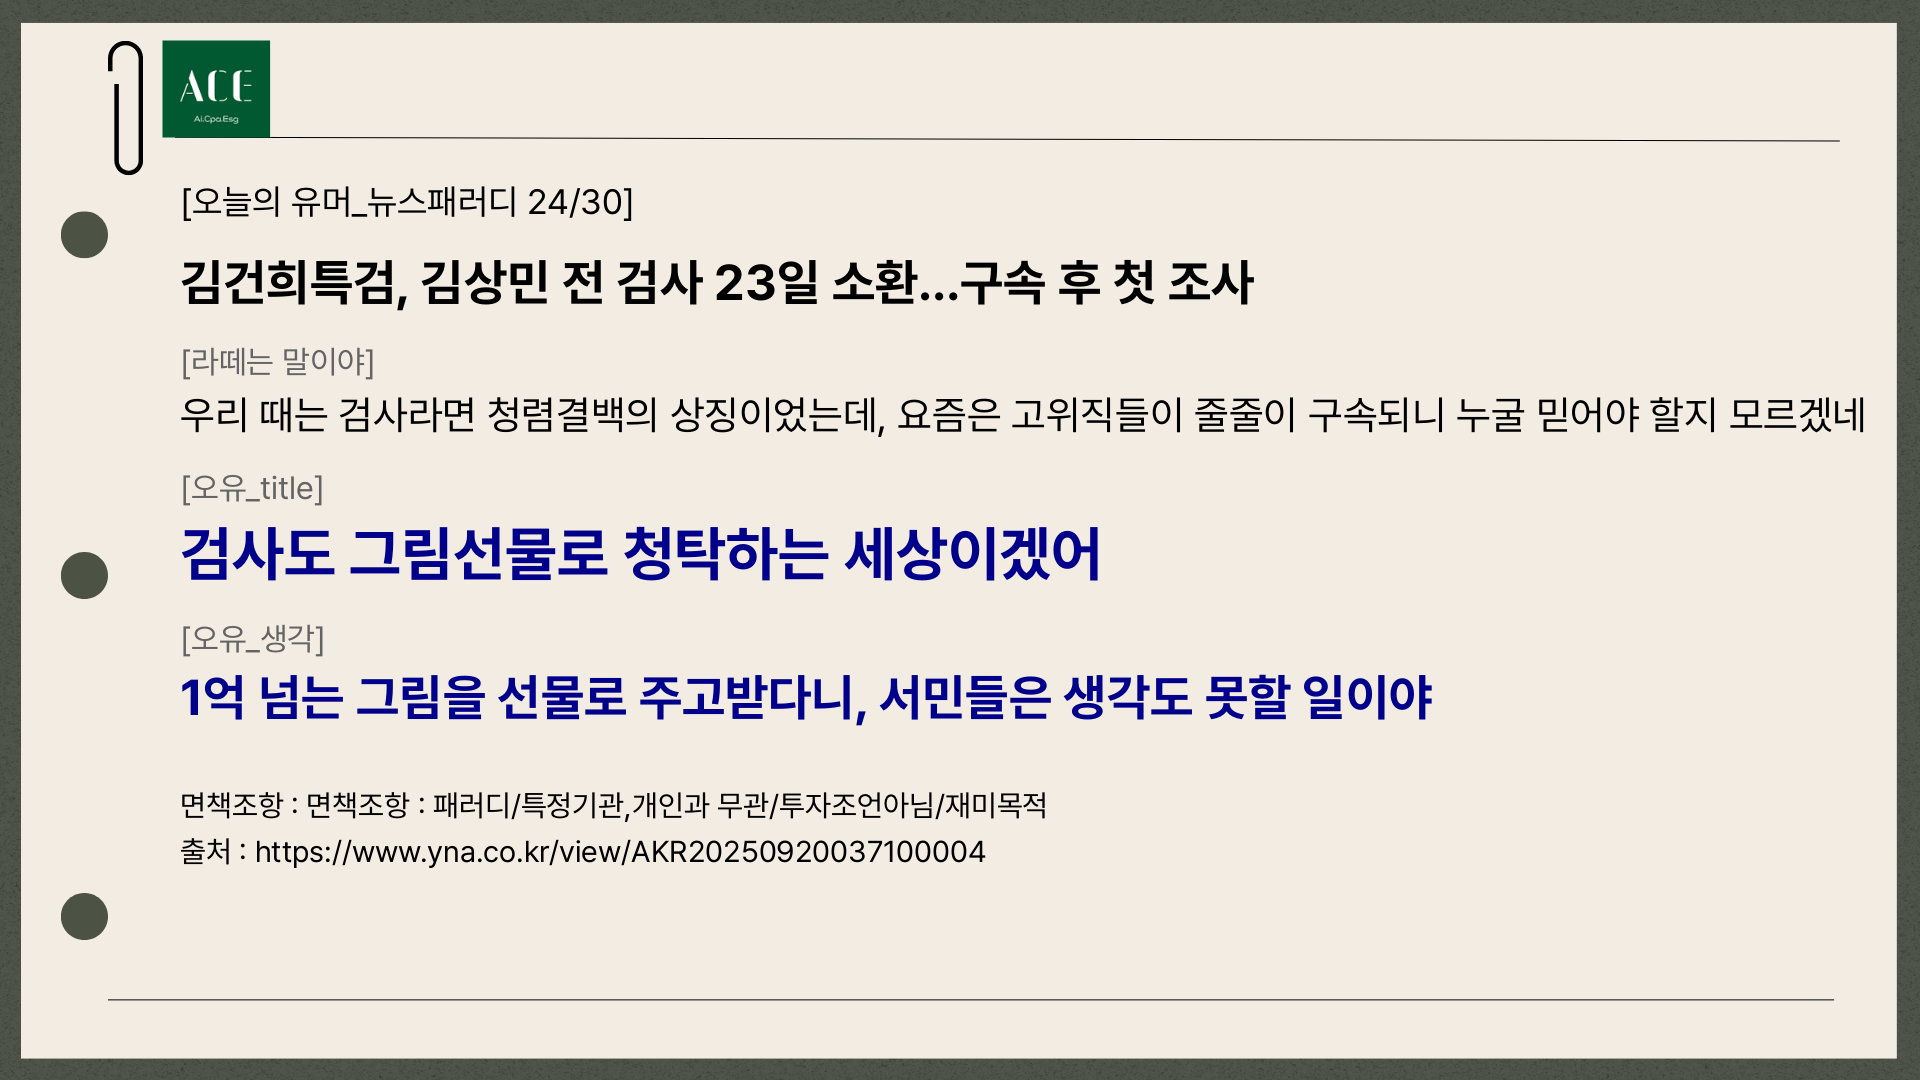 ACE
Ai.Cpa.Esg
[오늘의 유머_뉴스패러디 24/30]
김건희특검, 김상민 전 검사 23일 소환...구속 후 첫 조사
[라떼는 말이야]
우리 때는 검사라면 청렴결백의 상징이었는데, 요즘은 고위직들이 줄줄이 구속되니 누굴 믿어야 할지 모르겠네
[오유_title]
검사도 그림선물로 청탁하는 세상이겠어
[오유_생각]
1억 넘는 그림을 선물로 주고받다니, 서민들은 생각도 못할 일이야
면책조항 : 면책조항 : 패러디/특정기관,개인과 무관/투자조언아님/재미목적
출처 : https://www.yna.co.kr/view/AKR20250920037100004